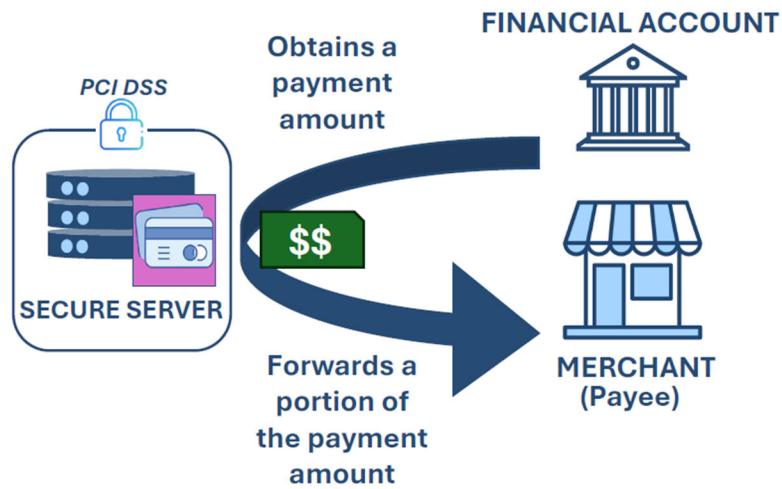 FINANCIAL ACCOUNT
Obtains a
payment
amount
PCI DSS
$$
SECURE SERVER
MERCHANT
(Payee)
Forwards a
portion of
the payment
amount